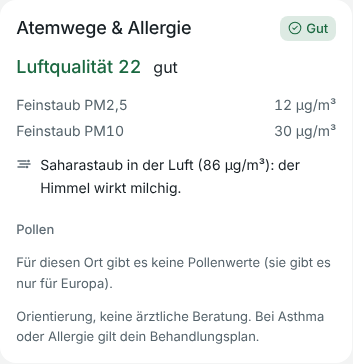 Atemwege & Allergie
Gut
Luftqualität 22 gut
Feinstaub PM2,5 12 µg/m³
Feinstaub PM10 30 µg/m³
Saharastaub in der Luft (86 µg/m³): der
Himmel wirkt milchig.
Pollen
Für diesen Ort gibt es keine Pollenwerte (sie gibt es
nur für Europa).
Orientierung, keine ärztliche Beratung. Bei Asthma
oder Allergie gilt dein Behandlungsplan.